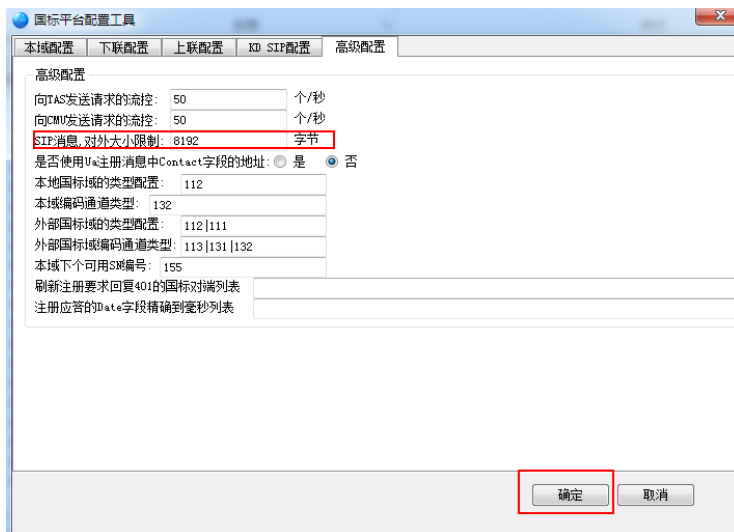 国标平台配置工具
本域配置 下联配置 上联配置 KD SIP配置 高级配置
高级配置
向TAS发送请求的流控: 50 个/秒
向CMU发送请求的流控: 50 个/秒
SIP消息,对外大小限制: 8192 字节
是否使用Ua注册消息中Contact字段的地址: 是 否
本地国标域的类型配置: 112
本域编码通道类型: 132
外部国标域的类型配置: 112|111
外部国标域编码通道类型: 113|131|132
本域下个可用SN编号: 155
刷新注册要求回复401的国标对端列表
注册应答的Date字段精确到毫秒列表
确定 取消